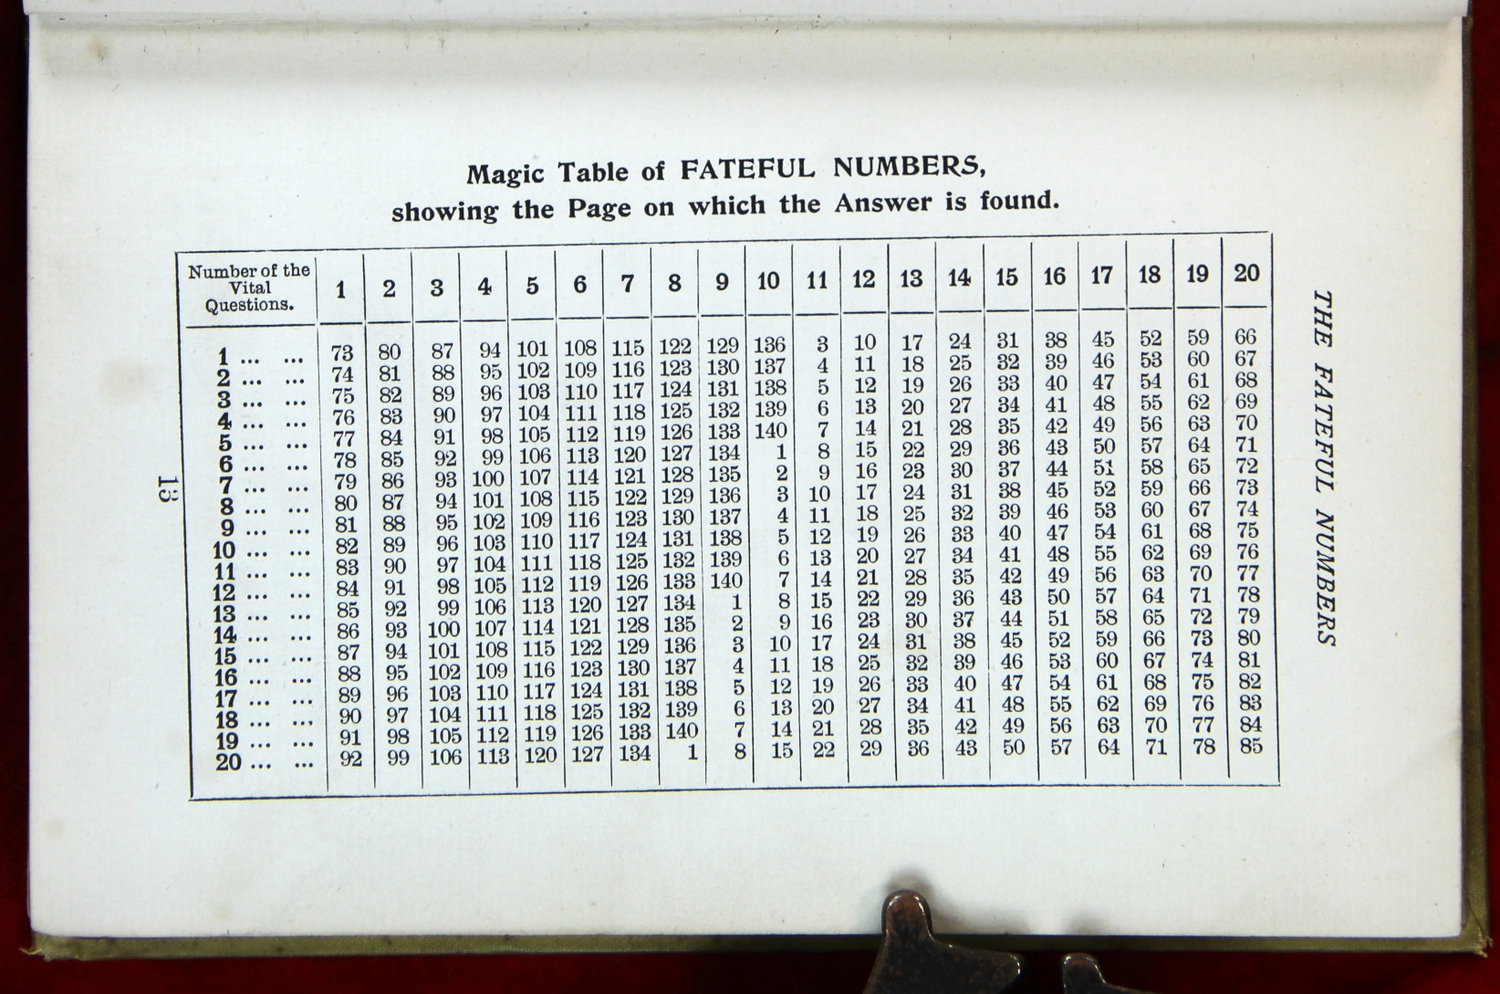 Magic Table of FATEFUL NUMBERS,
showing the Page on which the Answer is found.
Number of the Vital Questions. 1 2 3 4 5 6 7 8 9 10 11 12 13 14 15 16 17 18 19 20
1 ... ... 73 80 87 94 101 108 115 122 129 136 3 10 17 24 31 38 45 52 59 66
2 ... ... 74 81 88 95 102 109 116 123 130 137 4 11 18 25 32 39 46 53 60 67
3 ... ... 75 82 89 96 103 110 117 124 131 138 5 12 19 26 33 40 47 54 61 68
4 ... ... 76 83 90 97 104 111 118 125 132 139 6 13 20 27 34 41 48 55 62 69
5 ... ... 77 84 91 98 105 112 119 126 133 140 7 14 21 28 35 42 49 56 63 70
6 ... ... 78 85 92 99 106 113 120 127 134 1 8 15 22 29 36 43 50 57 64 71
7 ... ... 79 86 93 100 107 114 121 128 135 2 9 16 23 30 37 44 51 58 65 72
8 ... ... 80 87 94 101 108 115 122 129 136 3 10 17 24 31 38 45 52 59 66 73
9 ... ... 81 88 95 102 109 116 123 130 137 4 11 18 25 32 39 46 53 60 67 74
10 ... ... 82 89 96 103 110 117 124 131 138 5 12 19 26 33 40 47 54 61 68 75
11 ... ... 83 90 97 104 111 118 125 132 139 6 13 20 27 34 41 48 55 62 69 76
12 ... ... 84 91 98 105 112 119 126 133 140 7 14 21 28 35 42 49 56 63 70 77
13 ... ... 85 92 99 106 113 120 127 134 1 8 15 22 29 36 43 50 57 64 71 78
14 ... ... 86 93 100 107 114 121 128 135 2 9 16 23 30 37 44 51 58 65 72 79
15 ... ... 87 94 101 108 115 122 129 136 3 10 17 24 31 38 45 52 59 66 73 80
16 ... ... 88 95 102 109 116 123 130 137 4 11 18 25 32 39 46 53 60 67 74 81
17 ... ... 89 96 103 110 117 124 131 138 5 12 19 26 33 40 47 54 61 68 75 82
18 ... ... 90 97 104 111 118 125 132 139 6 13 20 27 34 41 48 55 62 69 76 83
19 ... ... 91 98 105 112 119 126 133 140 7 14 21 28 35 42 49 56 63 70 77 84
20 ... ... 92 99 106 113 120 127 134 1 8 15 22 29 36 43 50 57 64 71 78 85
13
THE FATEFUL NUMBERS